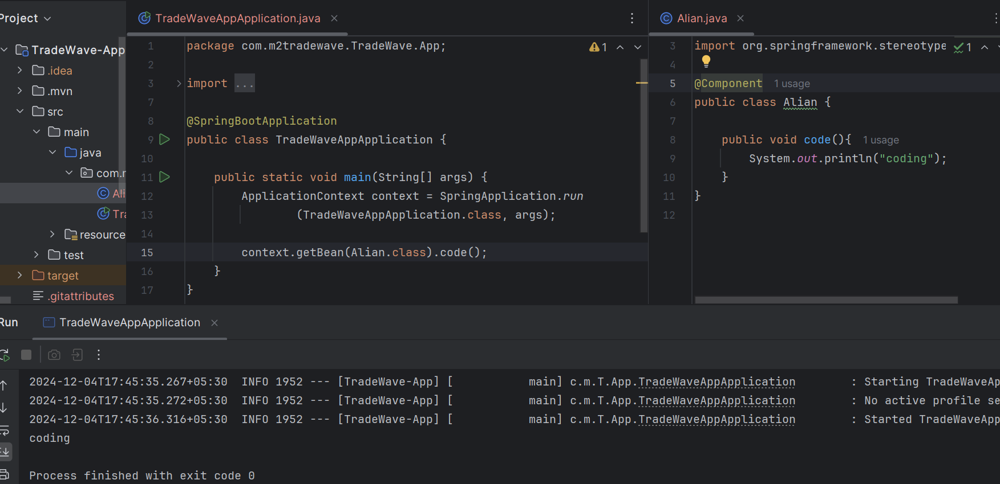 Project
TradeWave-App
.idea
.mvn
src
main
java
resource
test
target
.gitattributes
TradeWaveAppApplication.java
1 package com.m2tradewave.TradeWave.App; 1
2
3 import ...
7
8 @SpringBootApplication
9 public class TradeWaveAppApplication {
10
11 public static void main(String[] args) {
12 ApplicationContext context = SpringApplication.run
13 (TradeWaveAppApplication.class, args);
14
15 context.getBean(Alian.class).code();
16 }
17 }
Alian.java
3 import org.springframework.stereotype 1
4
5 @Component 1 usage
6 public class Alian {
7
8 public void code(){ 1 usage
9 System.out.println("coding");
10 }
11 }
12
Run TradeWaveAppApplication
2024-12-04T17:45:35.267+05:30 INFO 1952 --- [TradeWave-App] [ main] c.m.T.App.TradeWaveAppApplication : Starting TradeWaveAp
2024-12-04T17:45:35.272+05:30 INFO 1952 --- [TradeWave-App] [ main] c.m.T.App.TradeWaveAppApplication : No active profile se
2024-12-04T17:45:36.316+05:30 INFO 1952 --- [TradeWave-App] [ main] c.m.T.App.TradeWaveAppApplication : Started TradeWaveApp
coding
Process finished with exit code 0